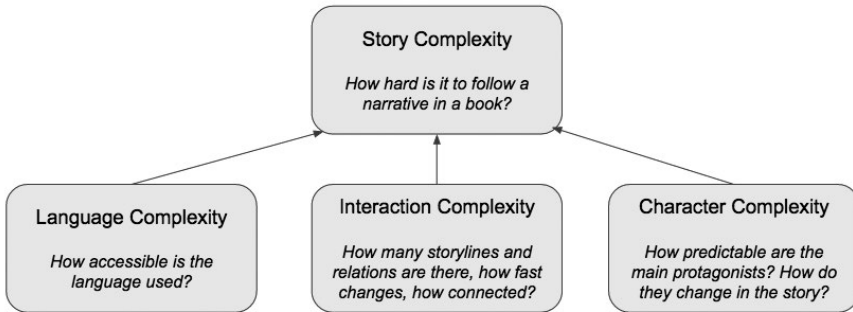 Story Complexity
How hard is it to follow a
narrative in a book?
Language Complexity
How accessible is the
language used?
Interaction Complexity
How many storylines and
relations are there, how fast
changes, how connected?
Character Complexity
How predictable are the
main protagonists? How do
they change in the story?